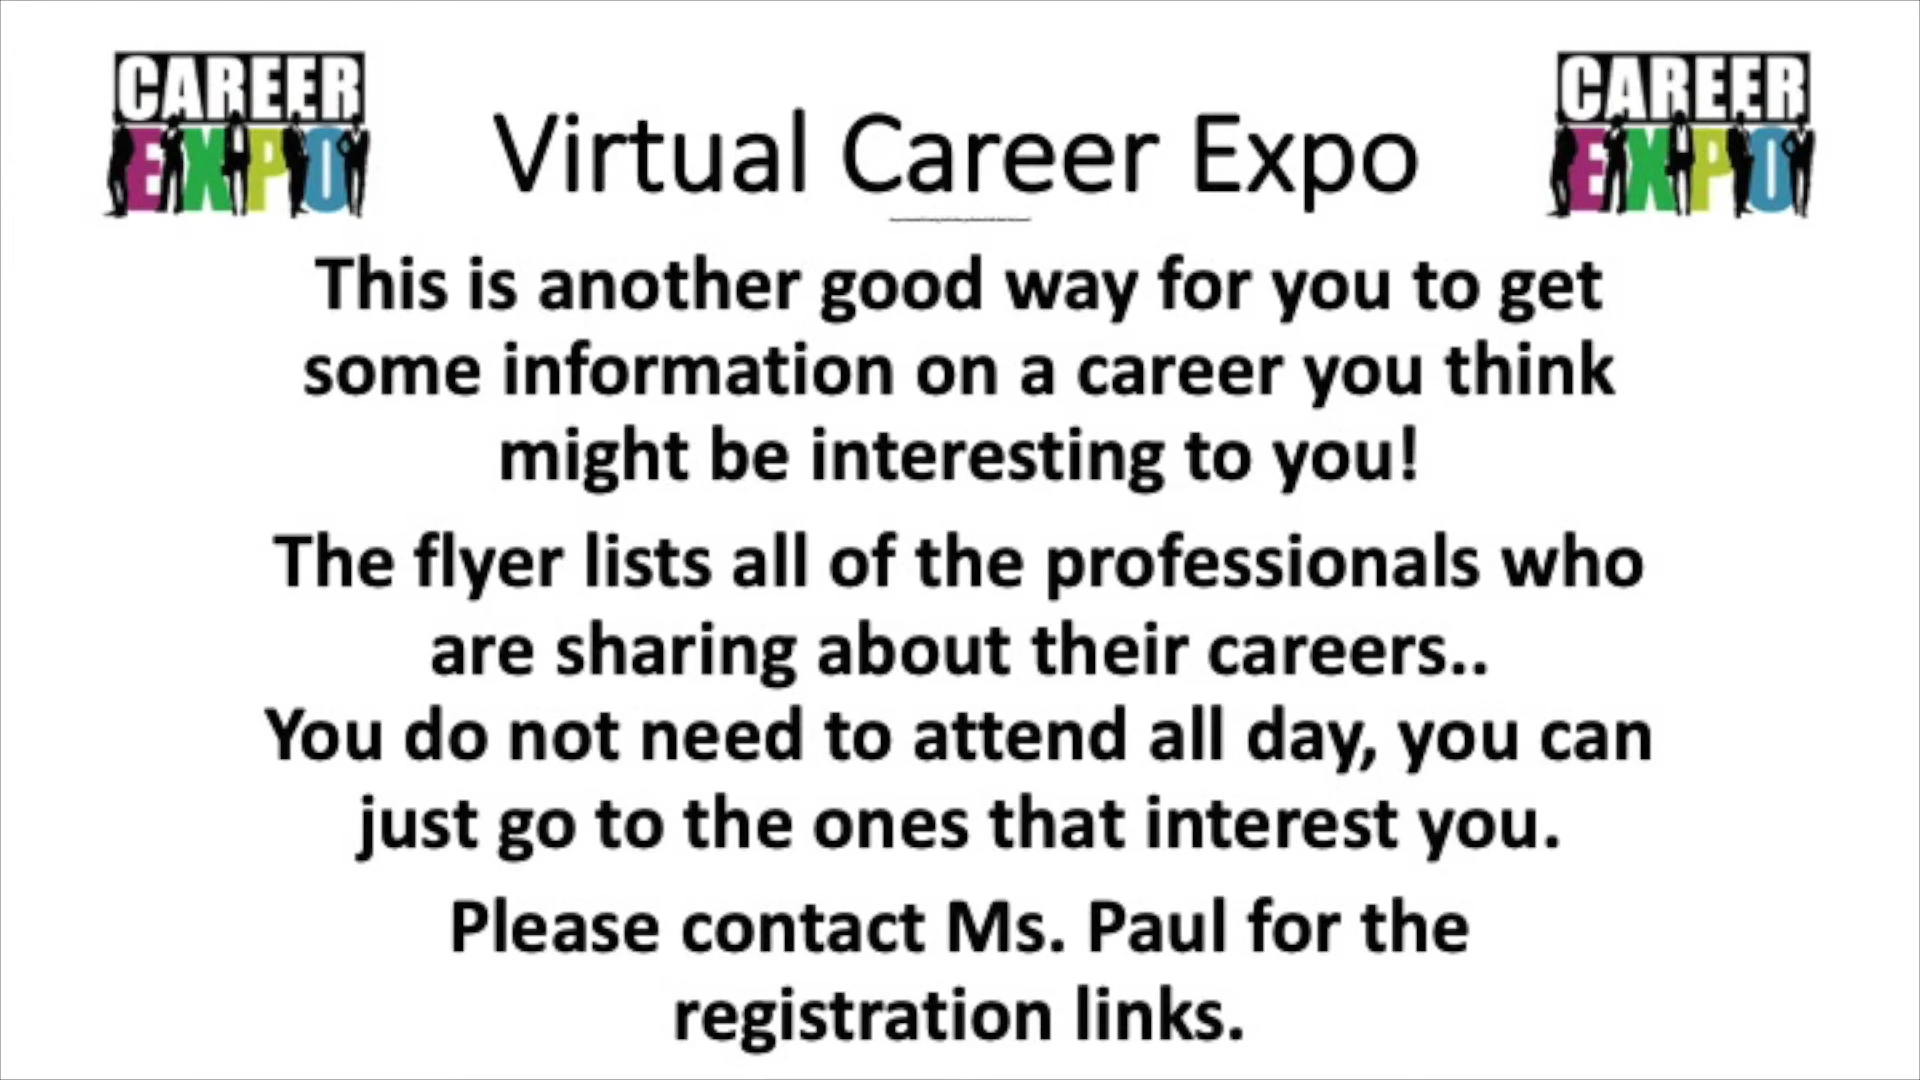 CAREER
EXPO
Virtual Career Expo
CAREER
EXPO
This is another good way for you to get
some information on a career you think
might be interesting to you!
The flyer lists all of the professionals who
are sharing about their careers..
You do not need to attend all day, you can
just go to the ones that interest you.
Please contact Ms. Paul for the
registration links.